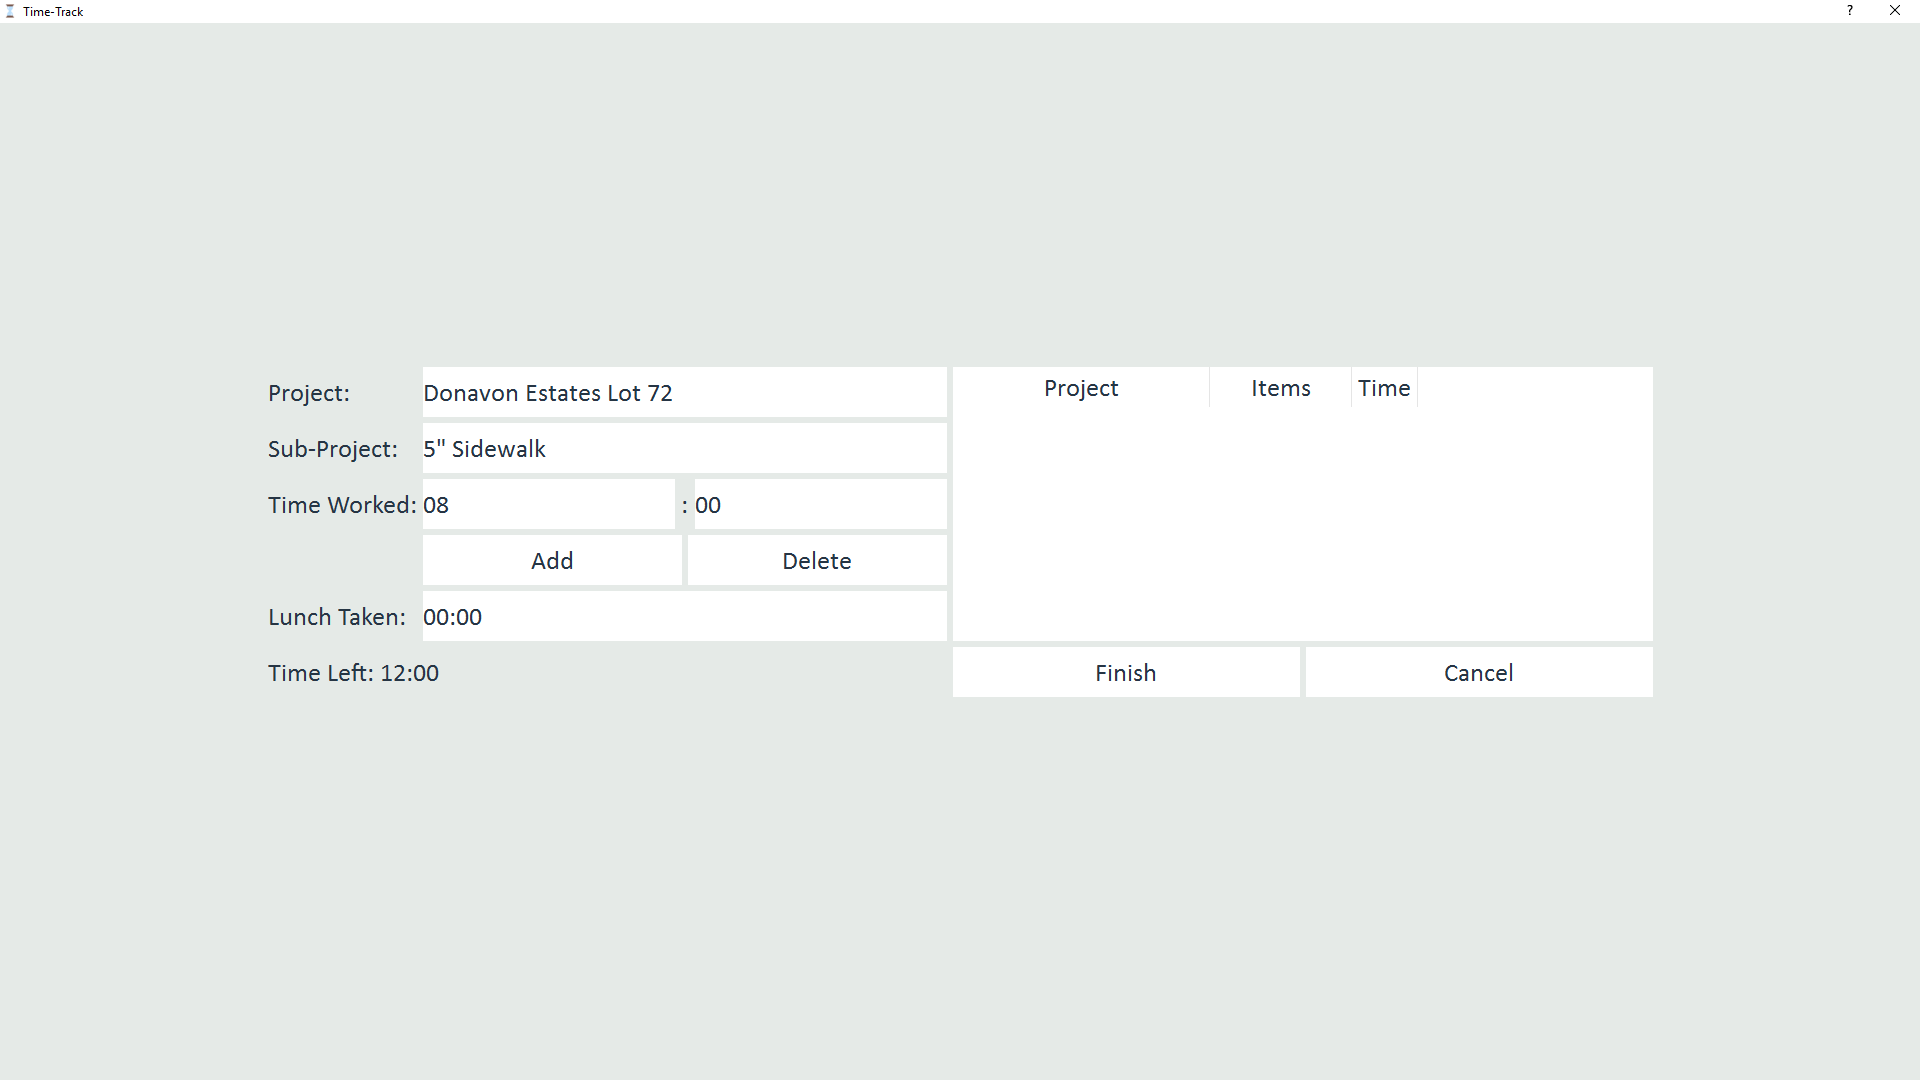 Time-Track
?
Project: Donavon Estates Lot 72
Sub-Project: 5" Sidewalk
Time Worked: 08 : 00
Add Delete
Lunch Taken: 00:00
Time Left: 12:00
Project Items Time
Finish Cancel